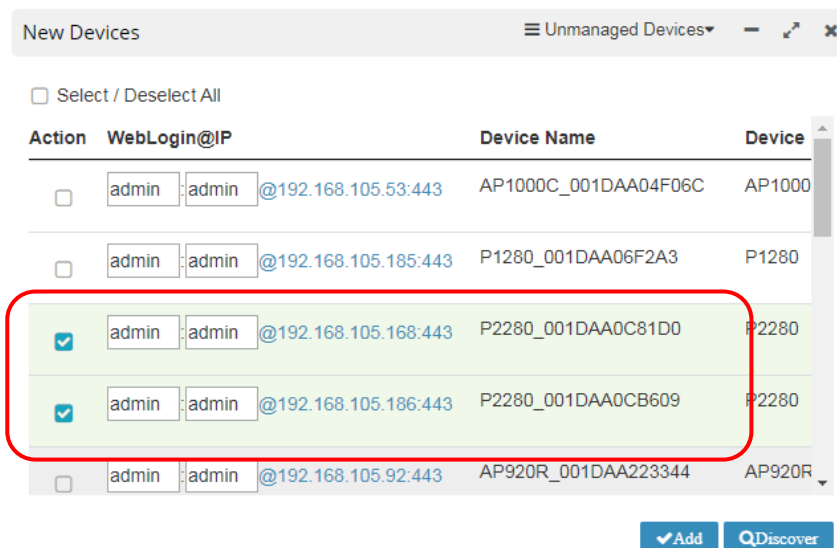 New Devices Unmanaged Devices
Select / Deselect All
Action WebLogin@IP Device Name Device
admin : admin @192.168.105.53:443 AP1000C_001DAA04F06C AP1000
admin : admin @192.168.105.185:443 P1280_001DAA06F2A3 P1280
admin : admin @192.168.105.168:443 P2280_001DAA0C81D0 P2280
admin : admin @192.168.105.186:443 P2280_001DAA0CB609 P2280
admin : admin @192.168.105.92:443 AP920R_001DAA223344 AP920R
Add Discover